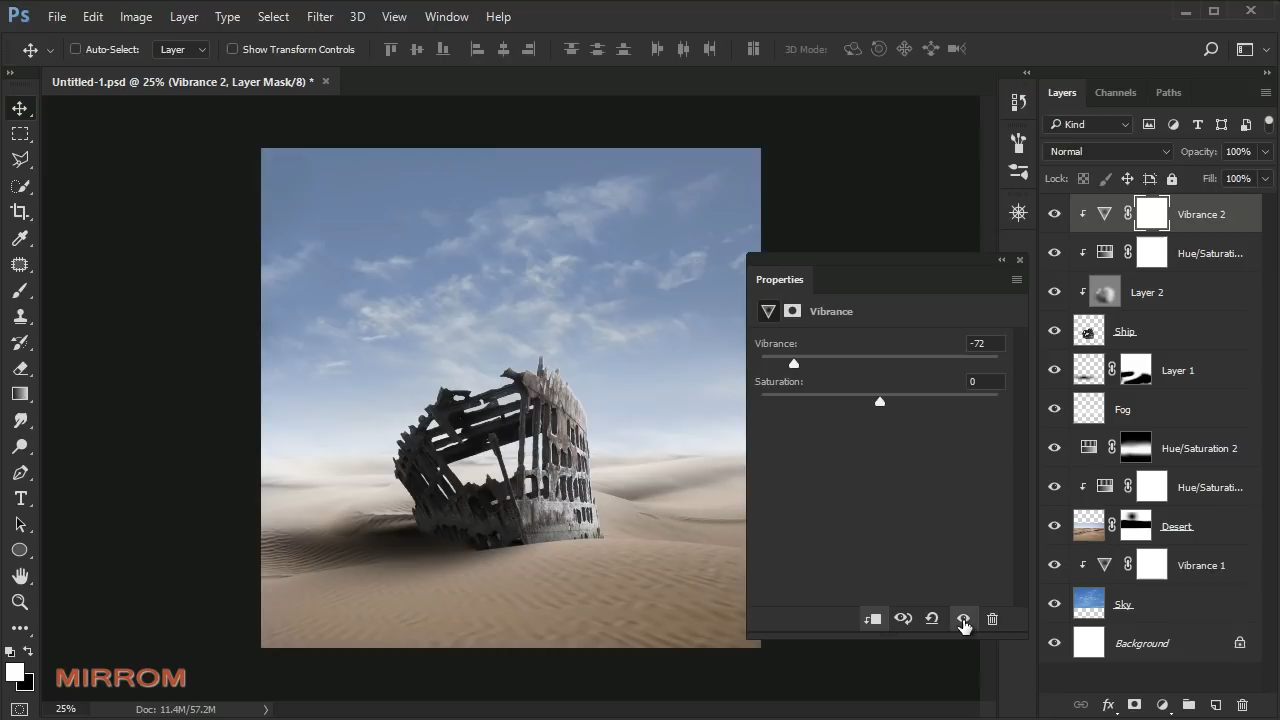 Ps File Edit Image Layer Type Select Filter 3D View Window Help
Auto-Select: Layer Show Transform Controls 3D Mode:
Untitled-1.psd @ 25% (Vibrance 2, Layer Mask/8) *
Layers Channels Paths
Kind
Normal Opacity: 100%
Lock: Fill: 100%
Vibrance 2
Hue/Saturati...
Layer 2
Ship
Layer 1
Fog
Hue/Saturation 2
Hue/Saturati...
Desert
Vibrance 1
Sky
Background
Properties
Vibrance
Vibrance: -72
Saturation: 0
MIRROM
25% Doc: 11.4M/57.2M